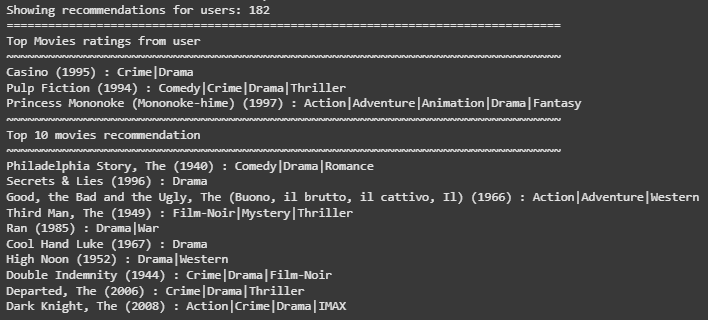 Showing recommendations for users: 182
================================================================================
Top Movies ratings from user
~~~~~~~~~~~~~~~~~~~~~~~~~~~~~~~~~~~~~~~~~~~~~~~~~~~~~~~~~~~~~~~~~~~~~~~~~~~~~~~~
Casino (1995) : Crime|Drama
Pulp Fiction (1994) : Comedy|Crime|Drama|Thriller
Princess Mononoke (Mononoke-hime) (1997) : Action|Adventure|Animation|Drama|Fantasy
~~~~~~~~~~~~~~~~~~~~~~~~~~~~~~~~~~~~~~~~~~~~~~~~~~~~~~~~~~~~~~~~~~~~~~~~~~~~~~~~
Top 10 movies recommendation
~~~~~~~~~~~~~~~~~~~~~~~~~~~~~~~~~~~~~~~~~~~~~~~~~~~~~~~~~~~~~~~~~~~~~~~~~~~~~~~~
Philadelphia Story, The (1940) : Comedy|Drama|Romance
Secrets & Lies (1996) : Drama
Good, the Bad and the Ugly, The (Buono, il brutto, il cattivo, Il) (1966) : Action|Adventure|Western
Third Man, The (1949) : Film-Noir|Mystery|Thriller
Ran (1985) : Drama|War
Cool Hand Luke (1967) : Drama
High Noon (1952) : Drama|Western
Double Indemnity (1944) : Crime|Drama|Film-Noir
Departed, The (2006) : Crime|Drama|Thriller
Dark Knight, The (2008) : Action|Crime|Drama|IMAX